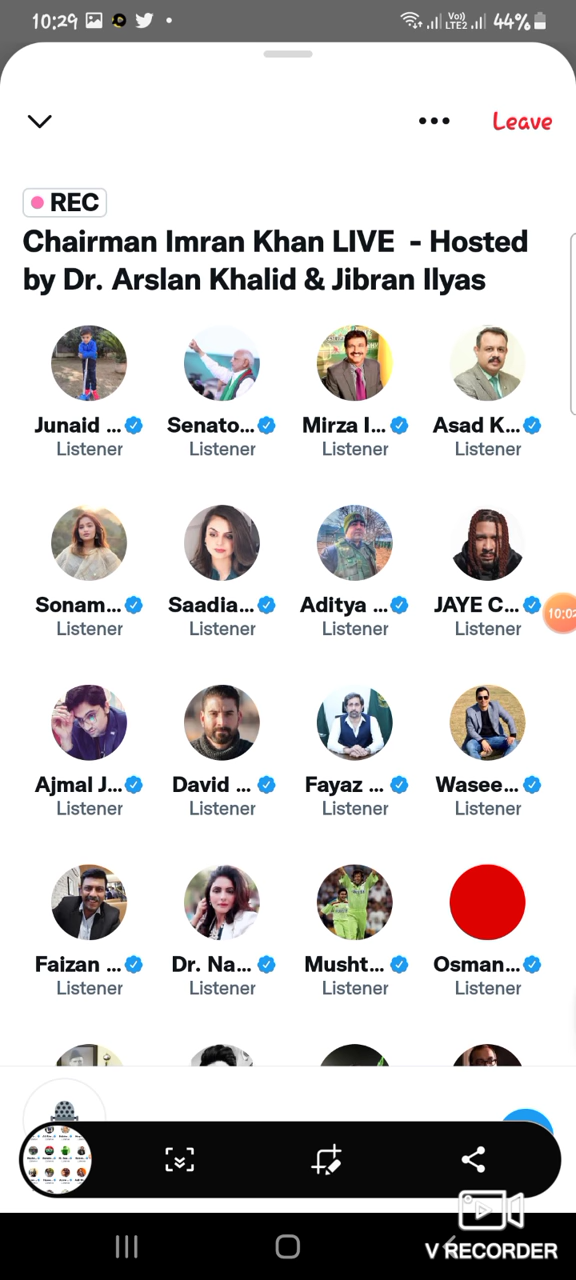 10:29
Vo))
LTE2
44%
Leave
REC
Chairman Imran Khan LIVE - Hosted
by Dr. Arslan Khalid & Jibran Ilyas
Junaid ... Senato... Mirza I... Asad K...
Listener Listener Listener Listener
Sonam... Saadia... Aditya ... JAYE C...
Listener Listener Listener Listener
10:02
Ajmal J... David ... Fayaz ... Wasee...
Listener Listener Listener Listener
Faizan ... Dr. Na... Musht... Osman...
Listener Listener Listener Listener
V RECORDER